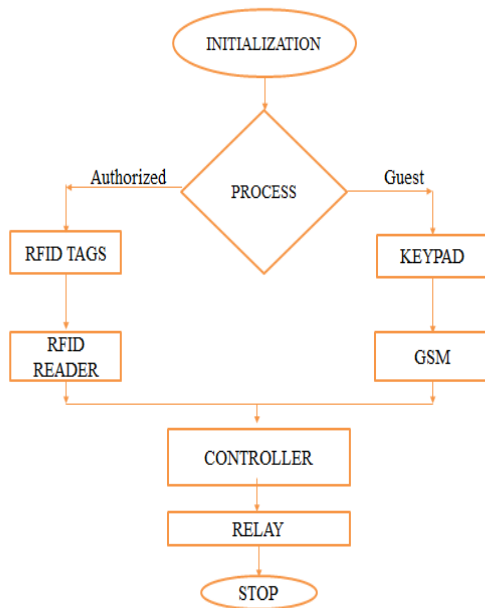 INITIALIZATION
Authorized
Guest
PROCESS
RFID TAGS
KEYPAD
RFID
READER
GSM
CONTROLLER
RELAY
STOP